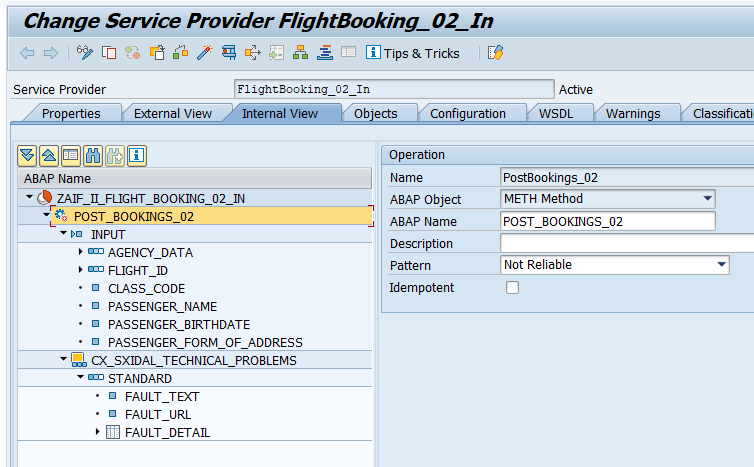 Change Service Provider FlightBooking_02_In
Tips & Tricks
Service Provider FlightBooking_02_In Active
Properties External View Internal View Objects Configuration WSDL Warnings Classificatio
ABAP Name
ZAIF_II_FLIGHT_BOOKING_02_IN
POST_BOOKINGS_02
INPUT
AGENCY_DATA
FLIGHT_ID
CLASS_CODE
PASSENGER_NAME
PASSENGER_BIRTHDATE
PASSENGER_FORM_OF_ADDRESS
CX_SXIDAL_TECHNICAL_PROBLEMS
STANDARD
FAULT_TEXT
FAULT_URL
FAULT_DETAIL
Operation
Name PostBookings_02
ABAP Object METH Method
ABAP Name POST_BOOKINGS_02
Description
Pattern Not Reliable
Idempotent